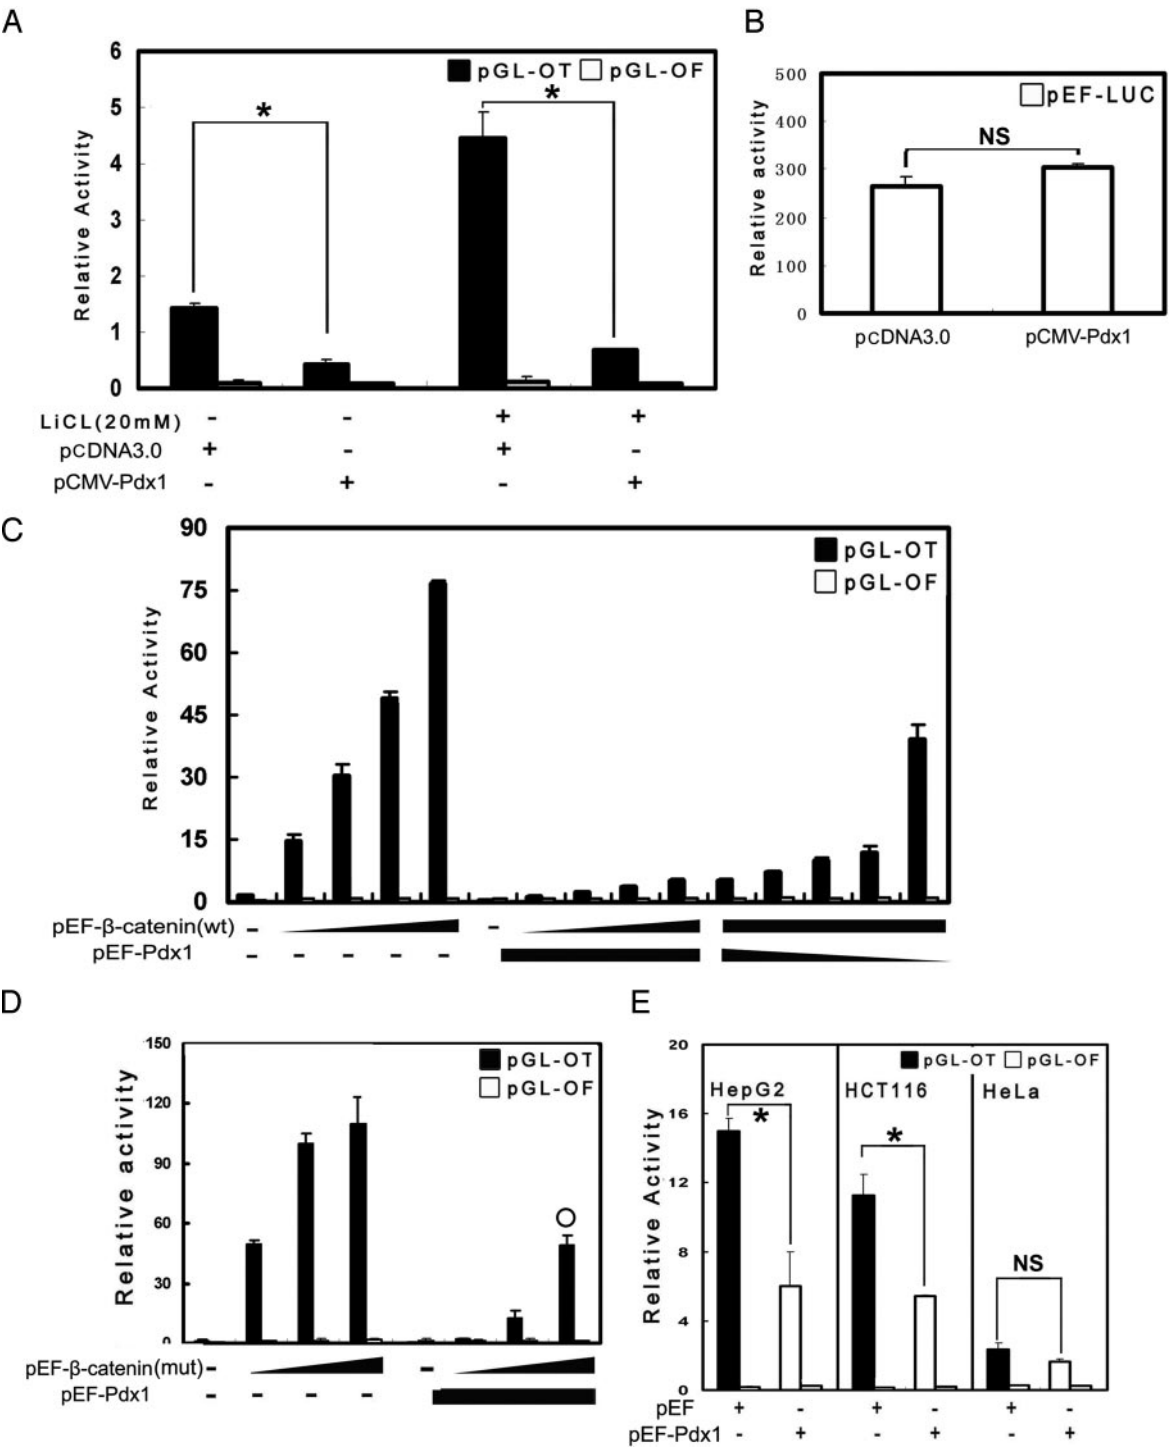 A
6
5
4
3
2
1
0
Relative Activity
pGL-OT pGL-OF
*
*
LiCL(20mM) - - + +
pCDNA3.0 + - + -
pCMV-Pdx1 - + - +
B
500
400
300
200
100
0
Relative activity
pEF-LUC
NS
pCDNA3.0 pCMV-Pdx1
C
90
75
60
45
30
15
0
Relative Activity
pGL-OT
pGL-OF
pEF-β-catenin(wt) - -
pEF-Pdx1 - - - - -
D
150
120
90
60
30
0
Relative activity
pGL-OT
pGL-OF
pEF-β-catenin(mut) - -
pEF-Pdx1 - - - -
E
20
16
12
8
4
0
Relative Activity
pGL-OT pGL-OF
HepG2 HCT116 HeLa
*
*
NS
pEF + - + - + -
pEF-Pdx1 - + - + - +